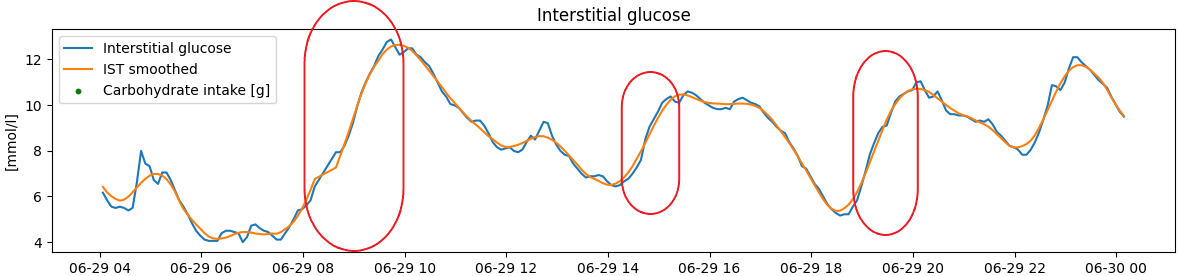 Interstitial glucose
Interstitial glucose
IST smoothed
Carbohydrate intake [g]
[mmol/l]
12
10
8
6
4
06-29 04 06-29 06 06-29 08 06-29 10 06-29 12 06-29 14 06-29 16 06-29 18 06-29 20 06-29 22 06-30 00